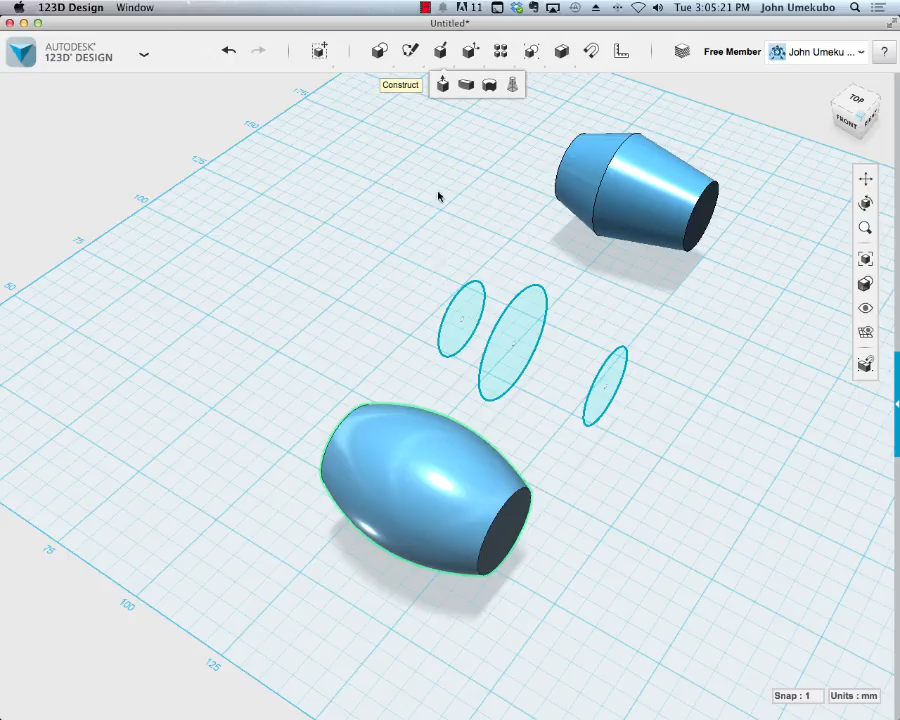 123D Design Window
11
Tue 3:05:21 PM John Umekubo
Untitled*
AUTODESK®
123D® DESIGN
Free Member
John Umeku ...
?
Construct
TOP
FRONT
175
150
125
100
75
50
75
100
125
Snap : 1
Units : mm